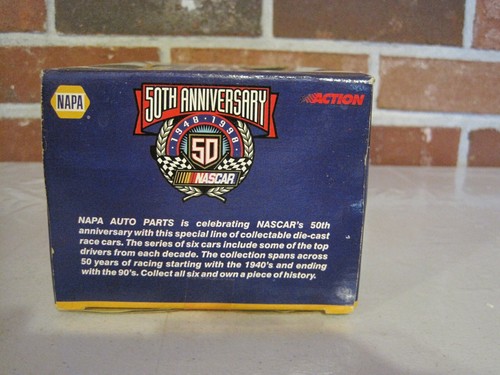 NAPA
50TH ANNIVERSARY
ACTION
1948 - 1998
50
NASCAR
NAPA AUTO PARTS is celebrating NASCAR's 50th
anniversary with this special line of collectable die-cast
race cars. The series of six cars include some of the top
drivers from each decade. The collection spans across
50 years of racing starting with the 1940's and ending
with the 90's. Collect all six and own a piece of history.